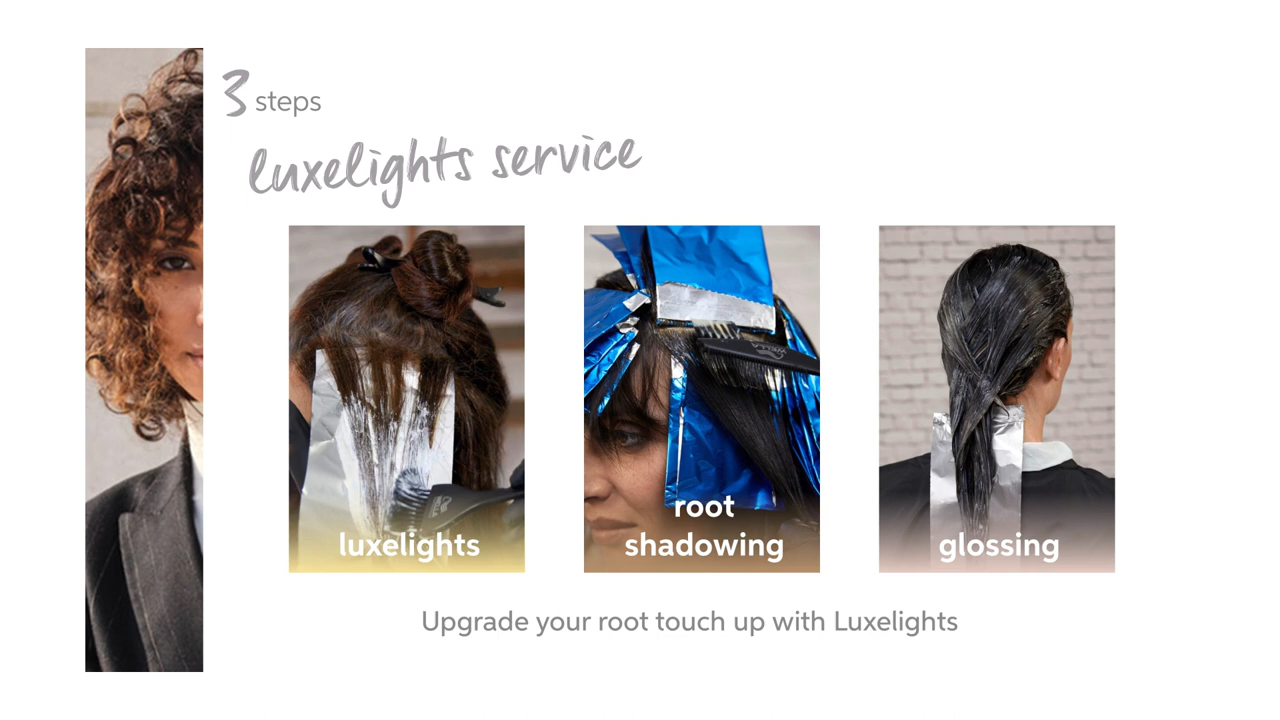 3 steps
luxelights service
luxelights
root
shadowing
glossing
Upgrade your root touch up with Luxelights